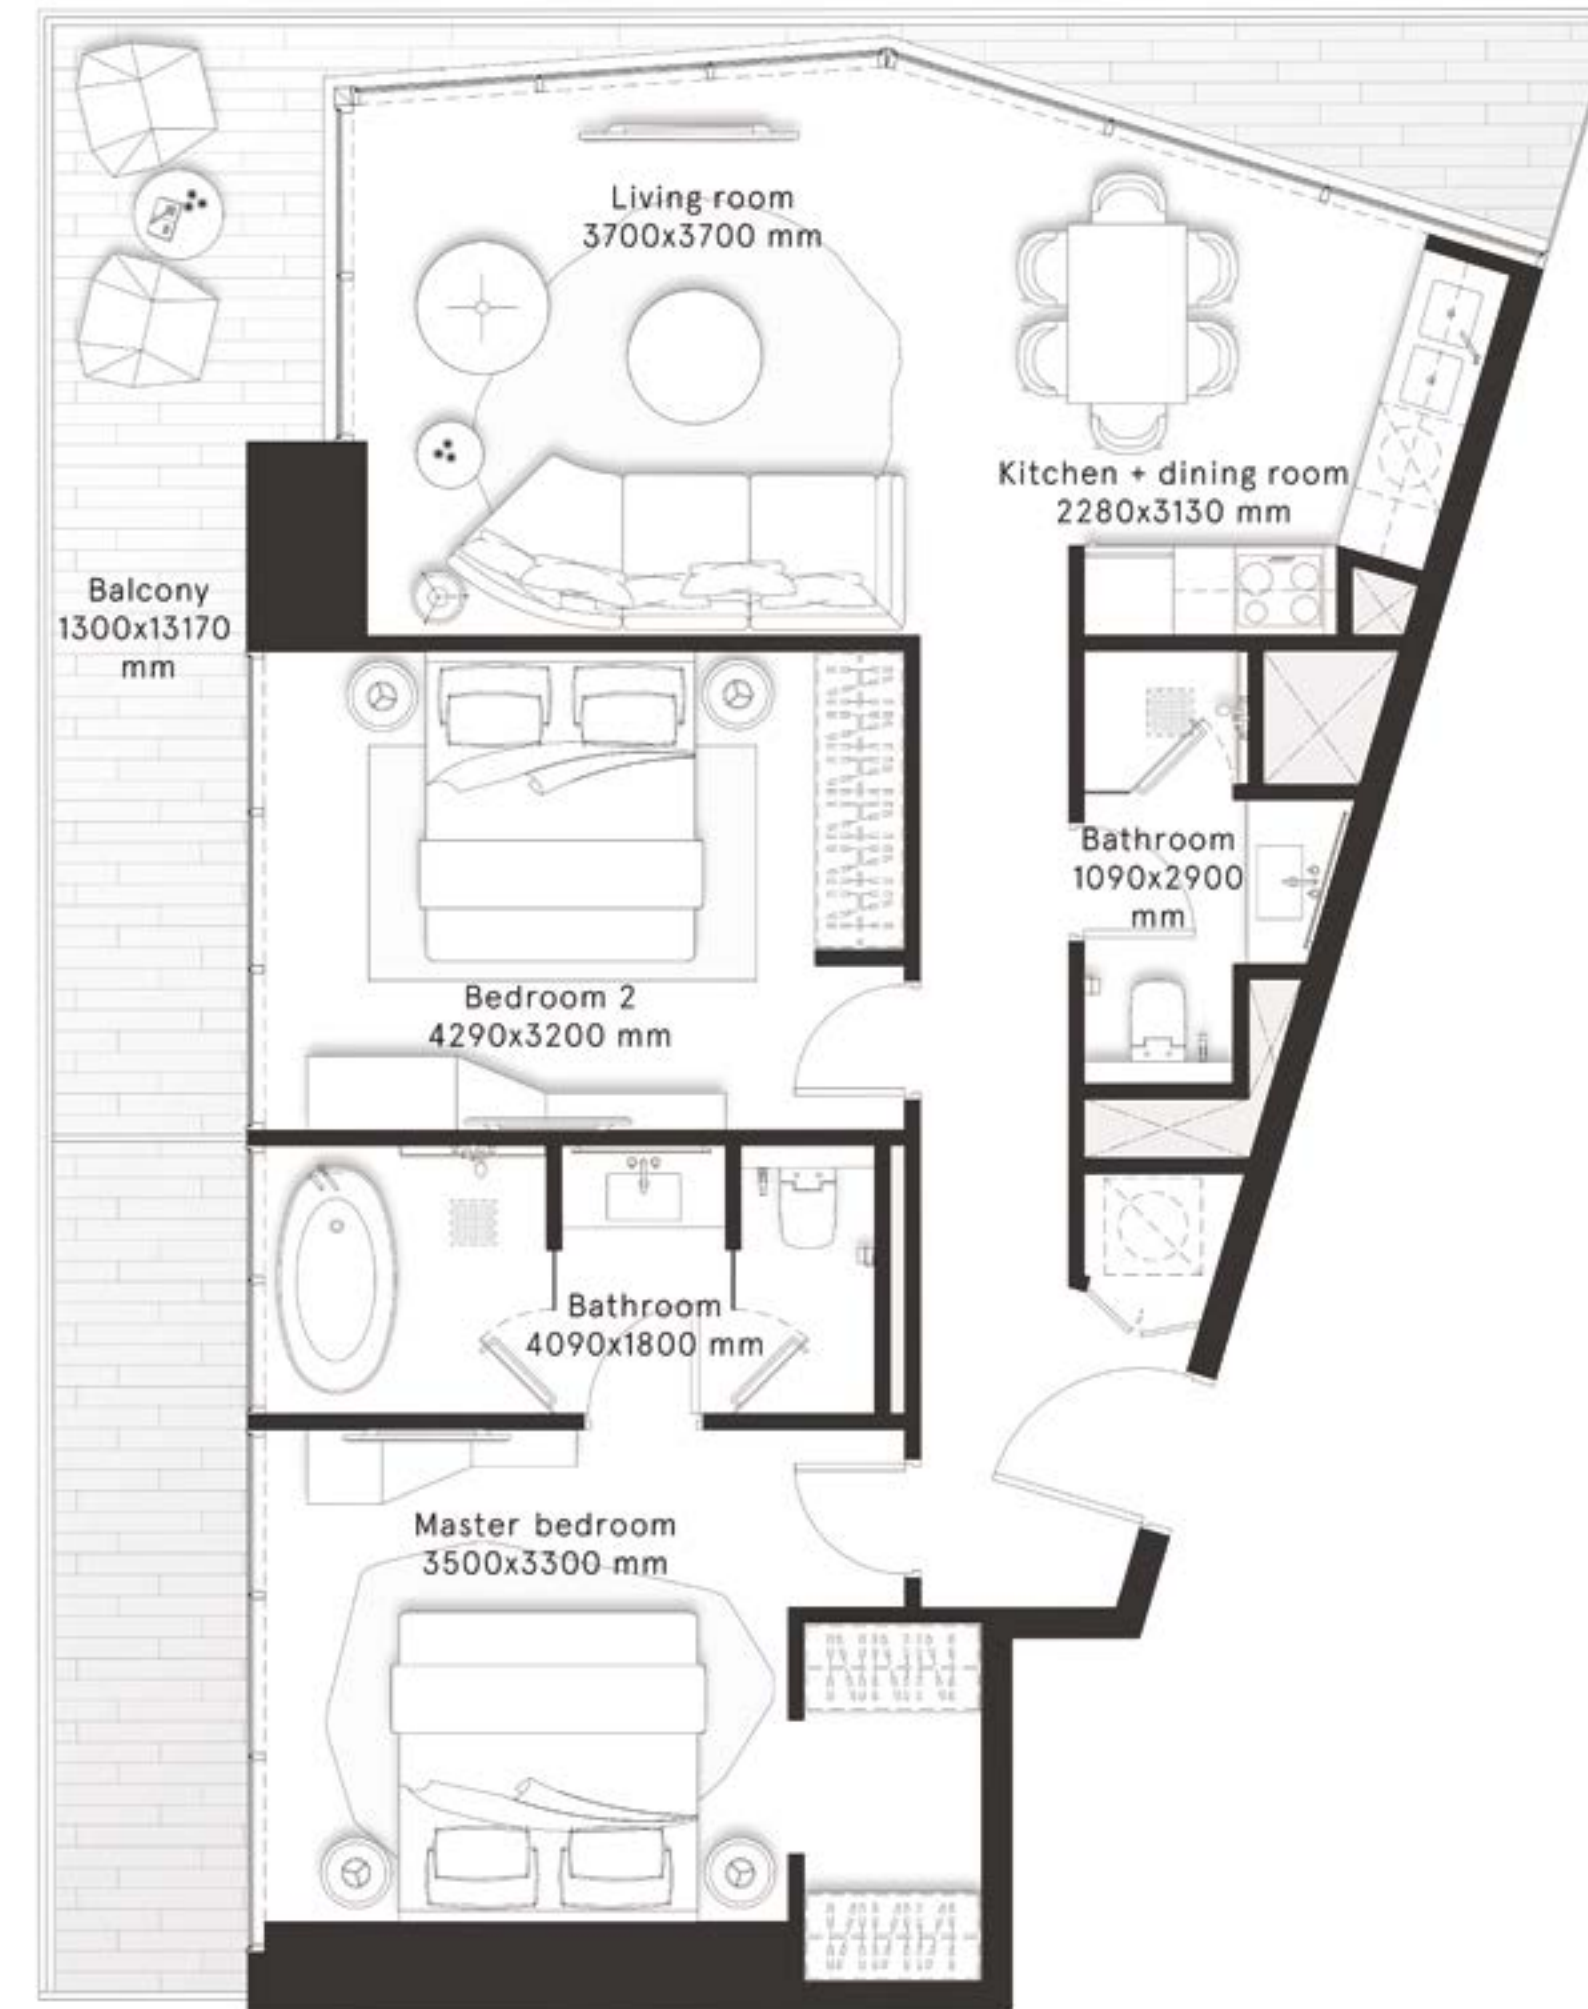 Living room
3700x3700 mm
Kitchen + dining room
2280x3130 mm
Balcony
1300x13170
mm
Bathroom
1090x2900
mm
Bedroom 2
4290x3200 mm
Bathroom
4090x1800 mm
Master bedroom
3500x3300 mm